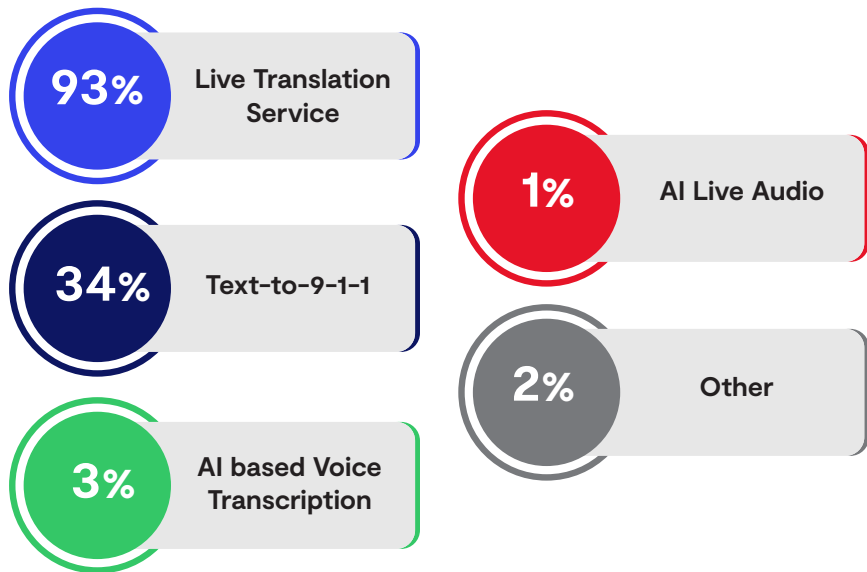 93%
Live Translation
Service
34%
Text-to-9-1-1
3%
AI based Voice
Transcription
1%
AI Live Audio
2%
Other